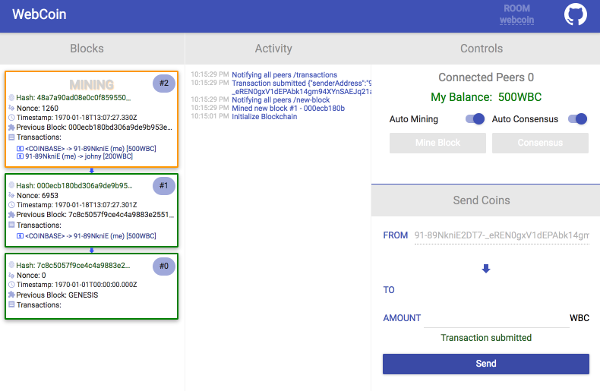 WebCoin
ROOM
webcoin
Blocks
Activity
Controls
MINING
#2
Hash: 48a7a90ad08e0c0f859550...
Nonce: 1260
Timestamp: 1970-01-18T13:07:27.330Z
Previous Block: 000ecb180bd306a9de9b953e...
Transactions:
<COINBASE> -> 91-89NkniE (me) [500WBC]
91-89NkniE (me) -> johny [200WBC]
#1
Hash: 000ecb180bd306a9de9b95...
Nonce: 6953
Timestamp: 1970-01-18T13:07:27.301Z
Previous Block: 7c8c5057f9ce4c4a9883e2551...
Transactions:
<COINBASE> -> 91-89NkniE (me) [500WBC]
#0
Hash: 7c8c5057f9ce4c4a9883e2...
Nonce: 0
Timestamp: 1970-01-01T00:00:00.000Z
Previous Block: GENESIS
Transactions:
10:15:29 PM Notifying all peers /transactions
10:15:29 PM Transaction submitted {"senderAddress":"9
_eREN0gxV1dEPAbk14gm94XYnSAEJq21a
10:15:29 PM Notifying all peers /new-block
10:15:29 PM Mined new block #1 - 000ecb180b
10:15:01 PM Initialize Blockchain
Connected Peers 0
My Balance: 500WBC
Auto Mining
Auto Consensus
Mine Block
Consensus
Send Coins
FROM 91-89NkniE2DT7-_eREN0gxV1dEPAbk14gm
TO
AMOUNT WBC
Transaction submitted
Send